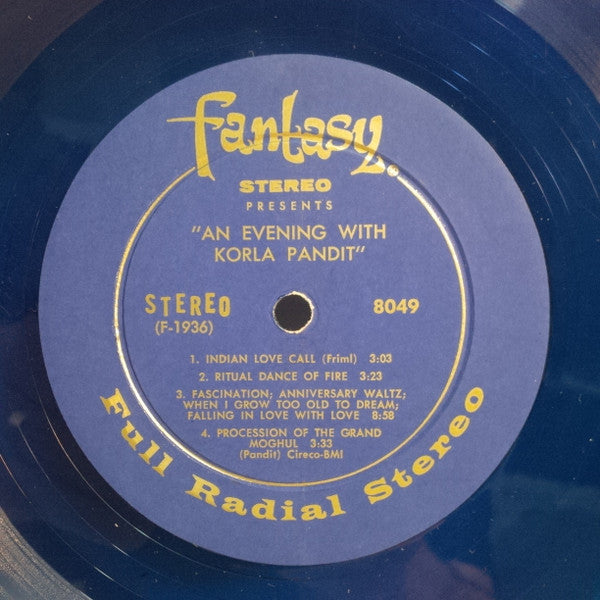 fantasy.
STEREO
PRESENTS
"AN EVENING WITH
KORLA PANDIT"
STEREO
(F-1936)
8049
1. INDIAN LOVE CALL (Friml) 3:03
2. RITUAL DANCE OF FIRE 3:23
3. FASCINATION; ANNIVERSARY WALTZ;
WHEN I GROW TOO OLD TO DREAM;
FALLING IN LOVE WITH LOVE 8:58
4. PROCESSION OF THE GRAND
MOGHUL 3:33
(Pandit) Cireco-BMI
Full Radial Stereo